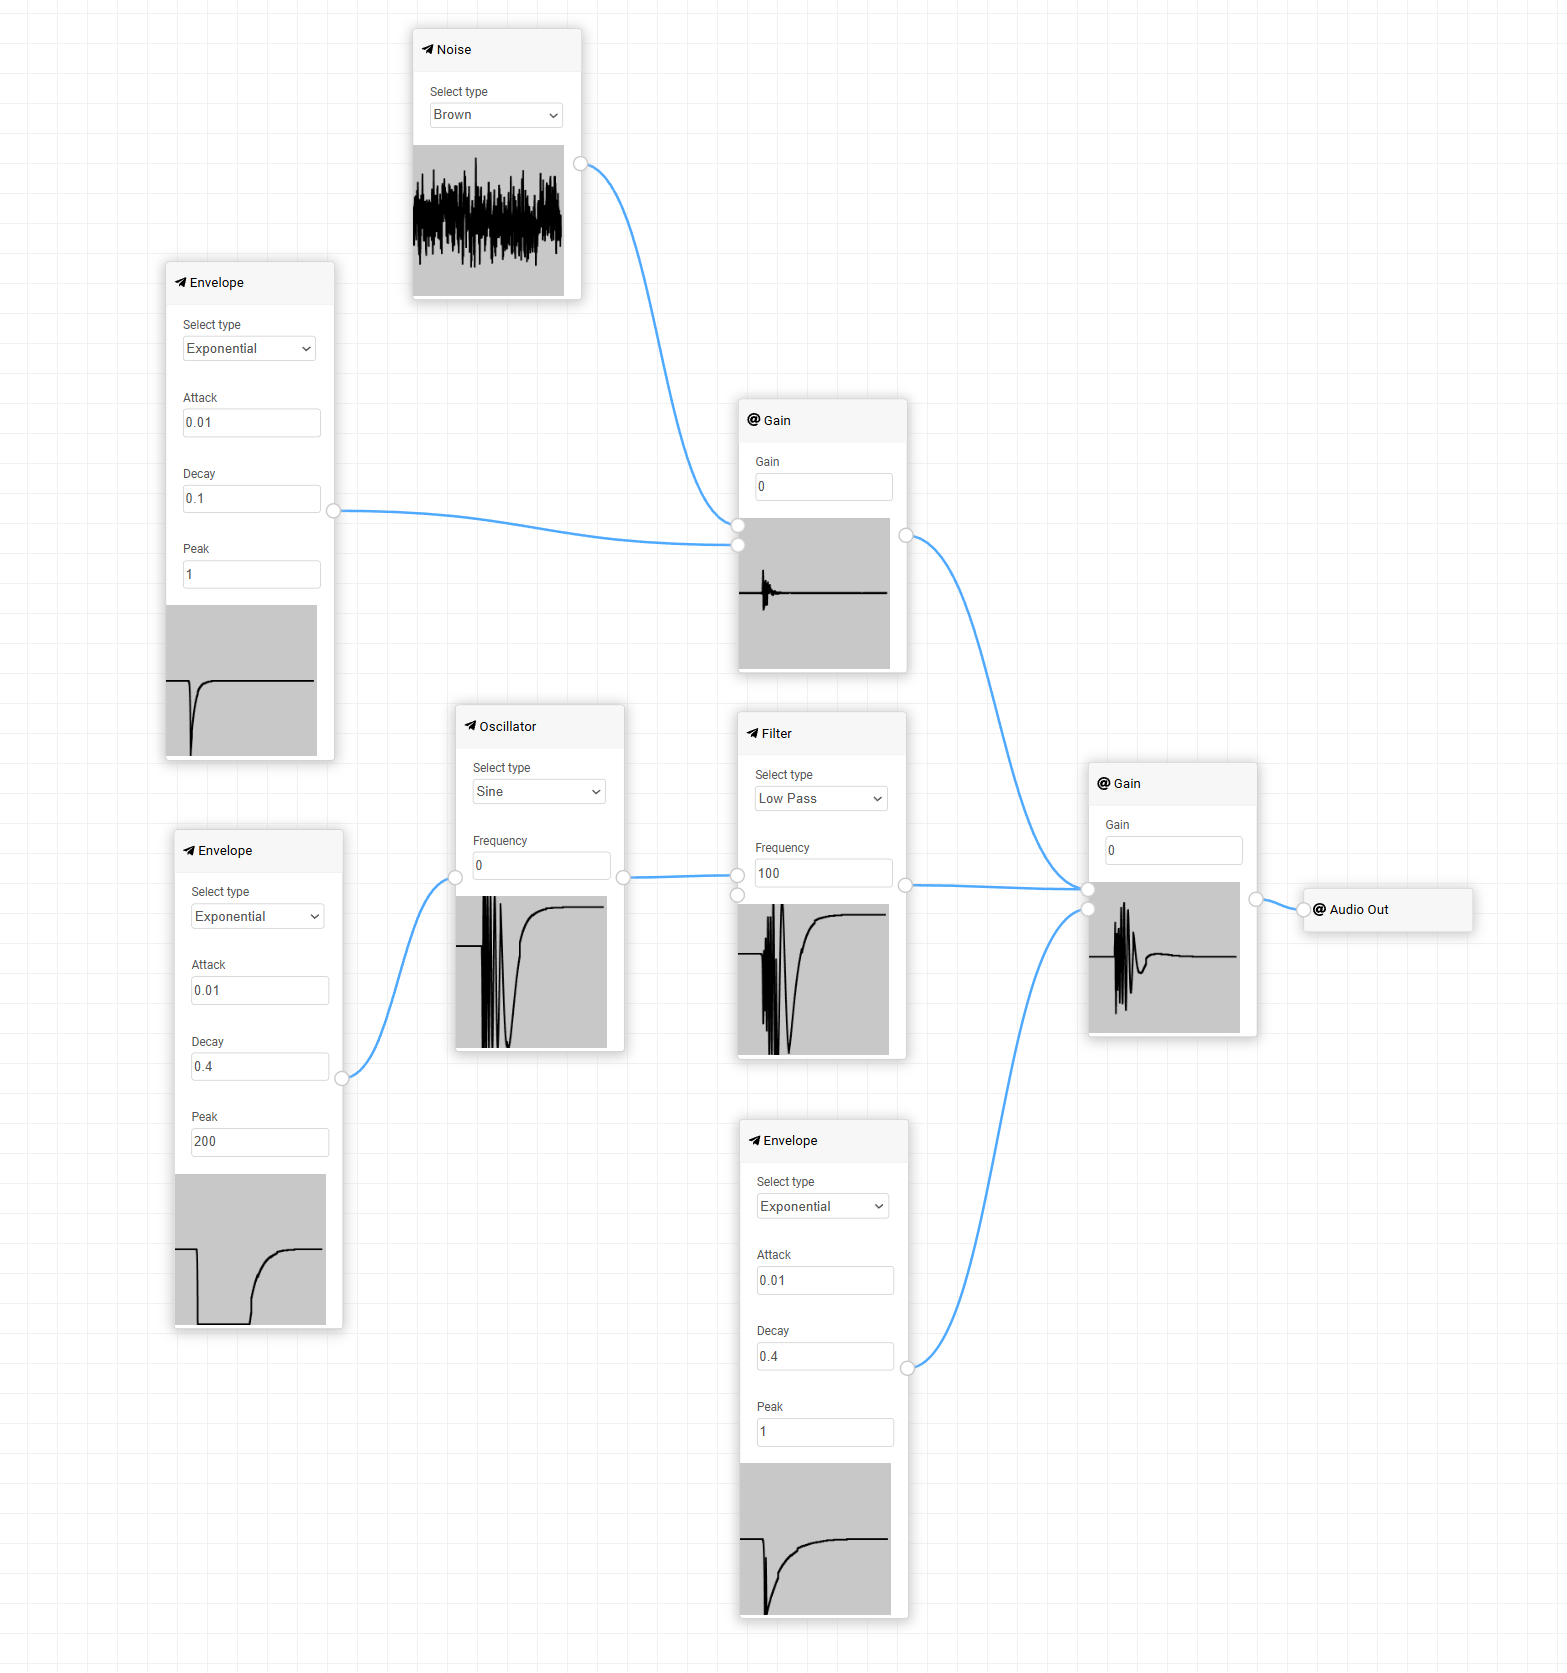 Noise
Select type
Brown
Envelope
Select type
Exponential
Attack
0.01
Decay
0.1
Peak
1
Gain
Gain
0
Oscillator
Select type
Sine
Frequency
0
Filter
Select type
Low Pass
Frequency
100
Gain
Gain
0
Audio Out
Envelope
Select type
Exponential
Attack
0.01
Decay
0.4
Peak
200
Envelope
Select type
Exponential
Attack
0.01
Decay
0.4
Peak
1